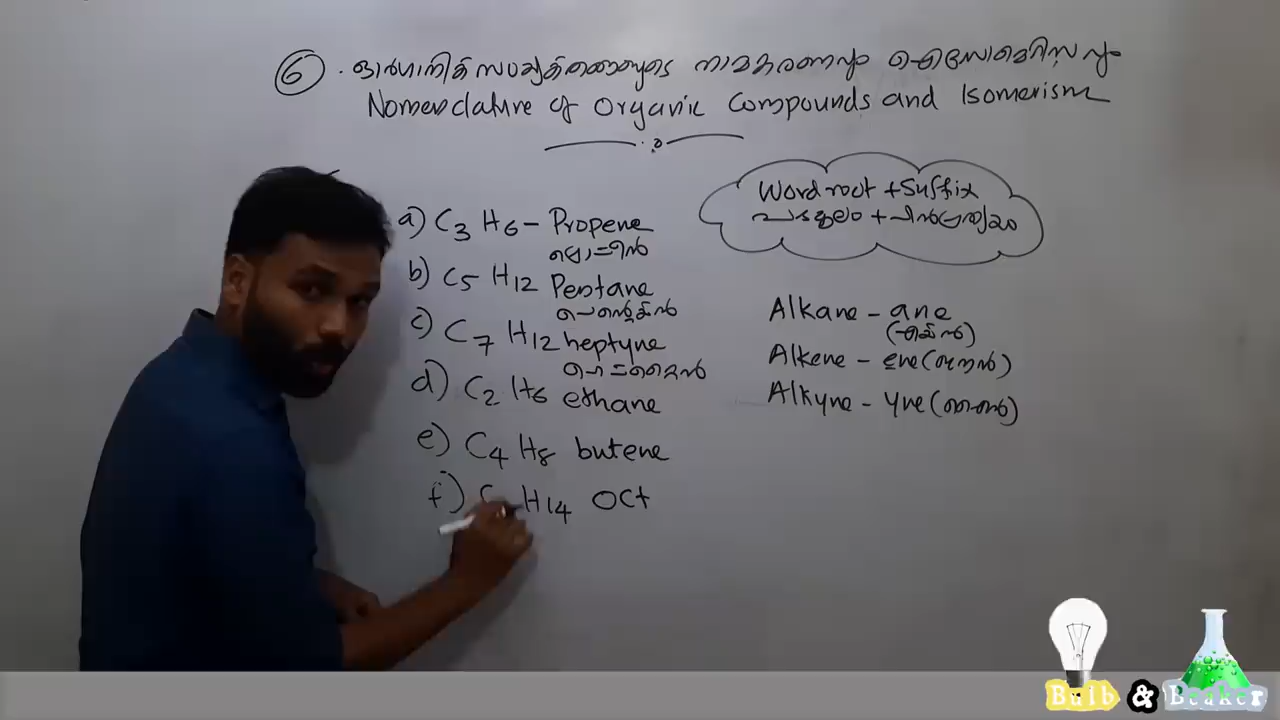 6. ഓർഗാനിക് സംയുക്തങ്ങളുടെ നാമകരണവും ഐസോമെറിസവും
Nomenclature of Organic Compounds and Isomerism
Word root + Suffix
പദമൂലം + പിൻപ്രത്യയം
a) C3 H6 - Propene
പ്രൊപീൻ
b) C5 H12 Pentane
പെന്റെയ്ൻ
c) C7 H12 heptyne
ഹെപ്റ്റൈൻ
d) C2 H6 ethane
e) C4 H8 butene
f) C H14 Oct
Alkane - ane
(എയ്ൻ)
Alkene - ene
Alkyne - yne
Bulb & Beaker